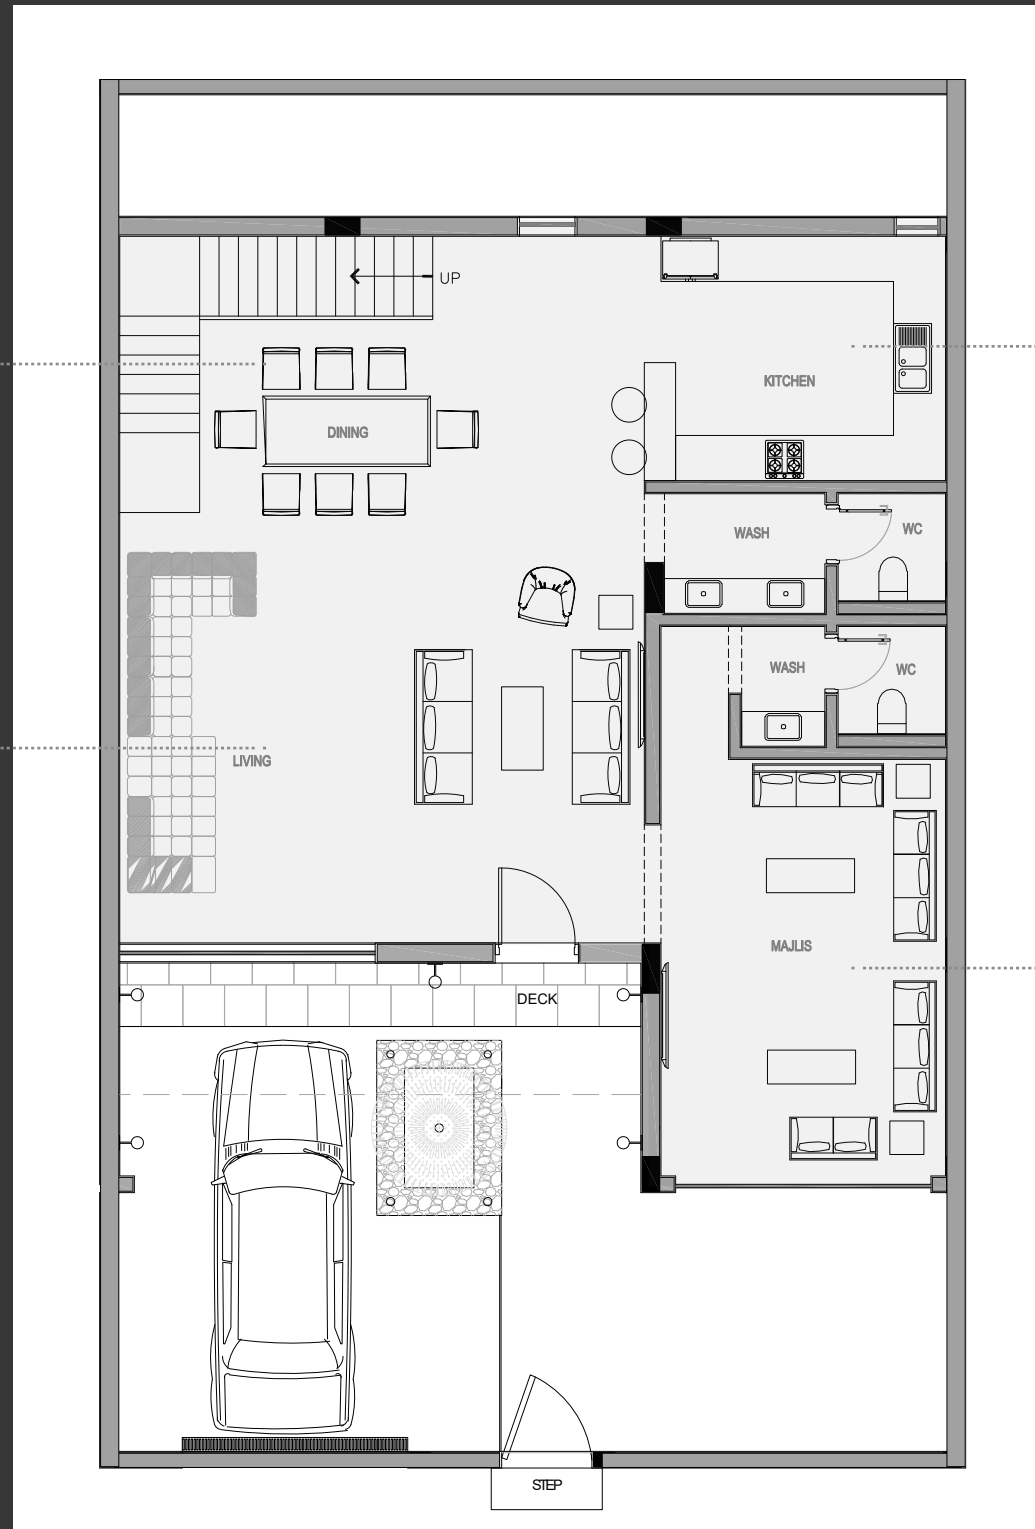 UP
KITCHEN
DINING
WASH
WC
WASH
WC
LIVING
MAJLIS
DECK
STEP